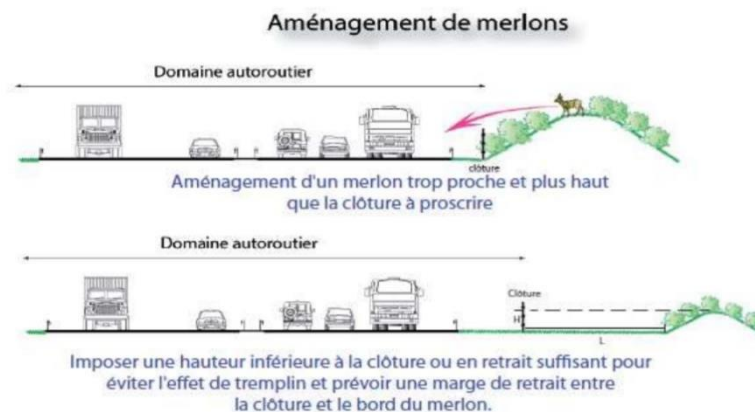 Aménagement de merlons
Domaine autoroutier
clôture
Aménagement d'un merlon trop proche et plus haut
que la clôture à proscrire
Domaine autoroutier
Clôture
H
L
Imposer une hauteur inférieure à la clôture ou en retrait suffisant pour
éviter l'effet de tremplin et prévoir une marge de retrait entre
la clôture et le bord du merlon.